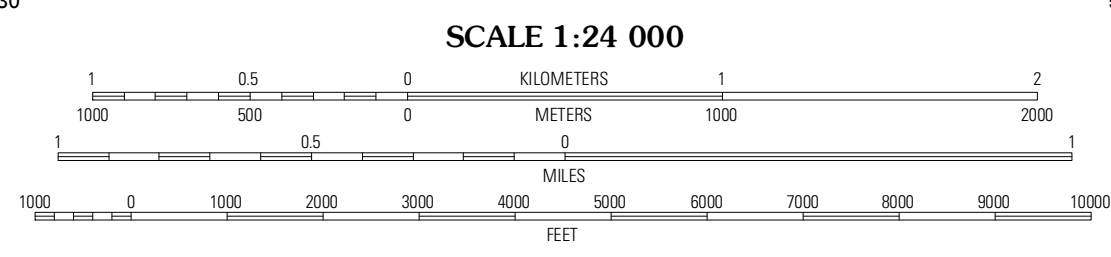 SCALE 1:24 000
1 0.5 0 KILOMETERS 1 2
1000 500 0 METERS 1000 2000
1 0.5 0 1
MILES
1000 0 1000 2000 3000 4000 5000 6000 7000 8000 9000 10000
FEET